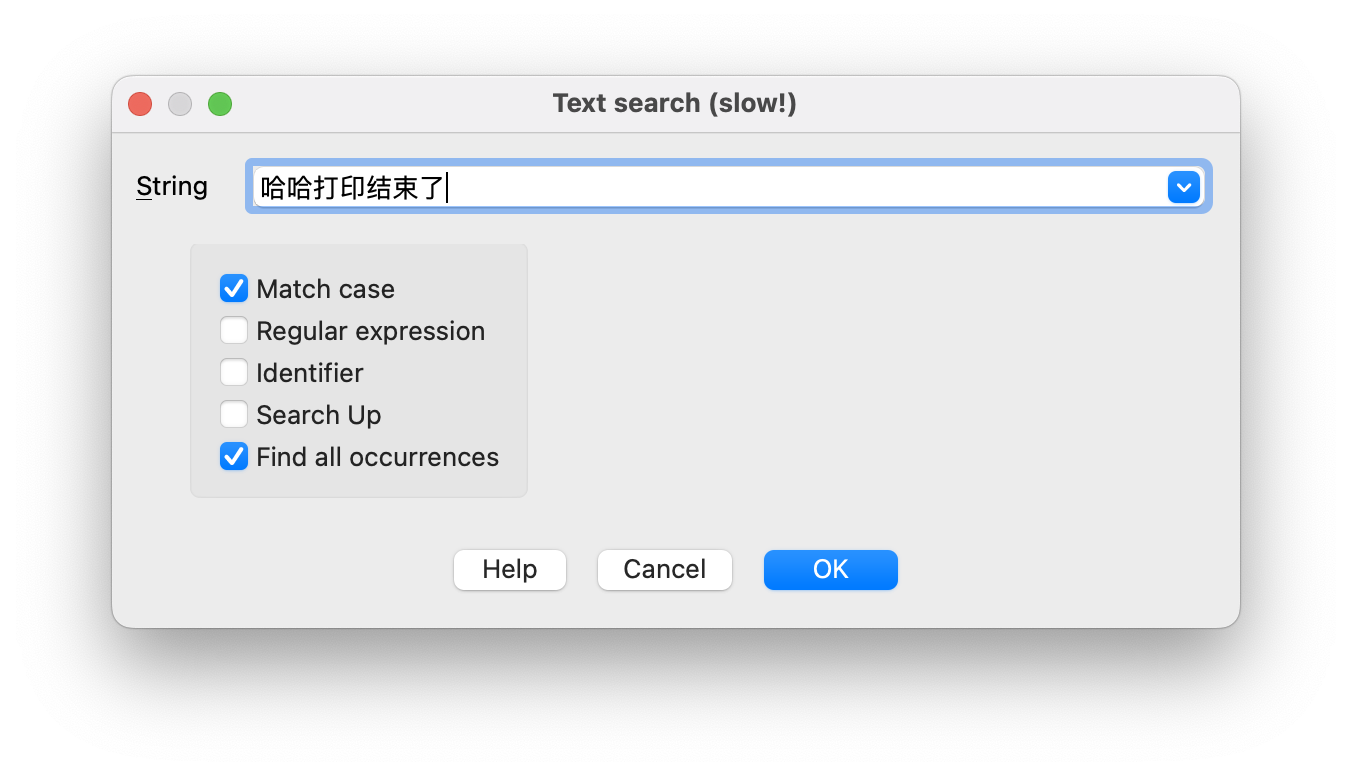 Text search (slow!)
String 哈哈打印结束了
Match case
Regular expression
Identifier
Search Up
Find all occurrences
Help Cancel OK